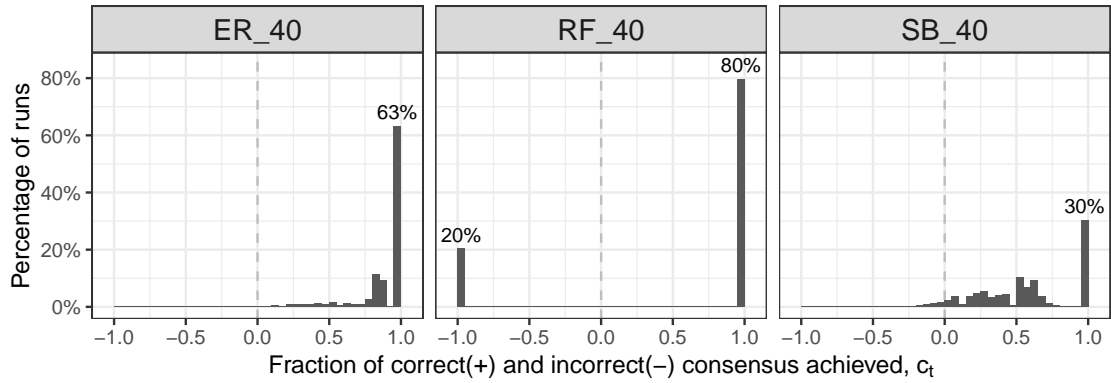 ER_40 RF_40 SB_40
80%
60%
40%
20%
0%
Percentage of runs
63%
20%
80%
30%
−1.0 −0.5 0.0 0.5 1.0 −1.0 −0.5 0.0 0.5 1.0 −1.0 −0.5 0.0 0.5 1.0
Fraction of correct(+) and incorrect(−) consensus achieved, cₜ